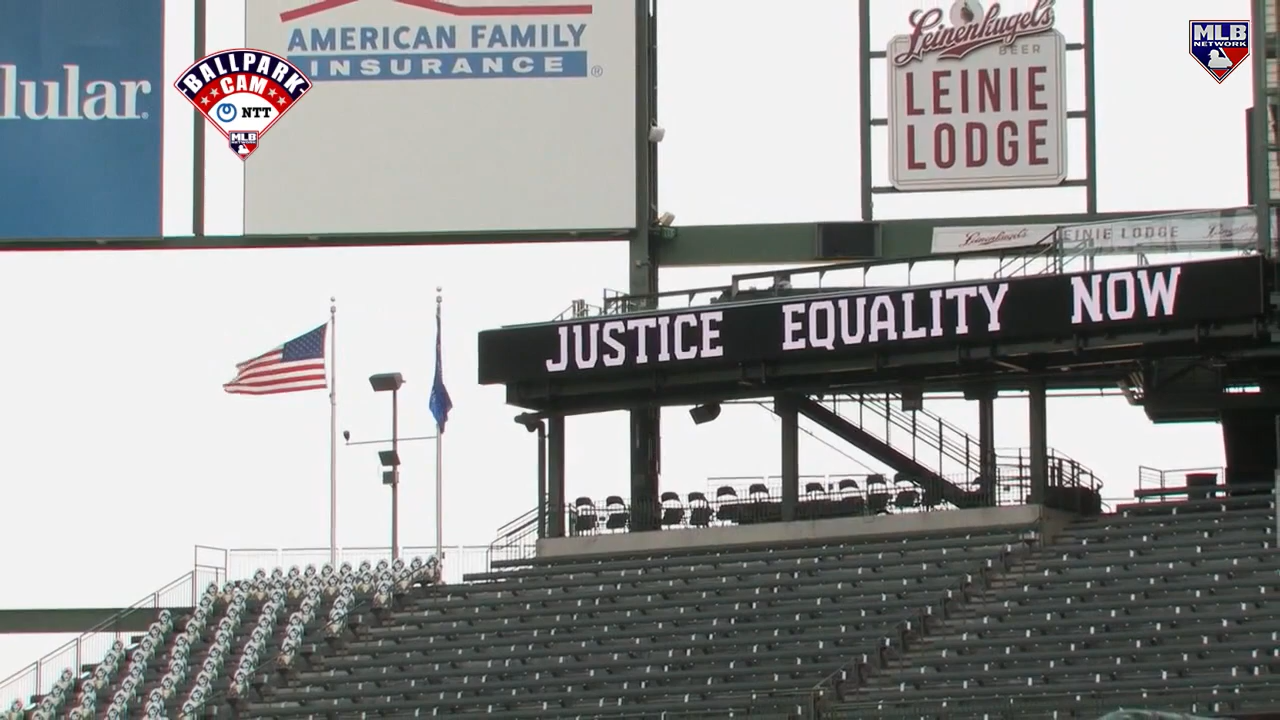 llular.
AMERICAN FAMILY
INSURANCE ®
BALLPARK
CAM
NTT
MLB
NETWORK
Leinenkugel's
BEER
LEINIE
LODGE
MLB
NETWORK
Leinenkugel's LEINIE LODGE
JUSTICE EQUALITY NOW